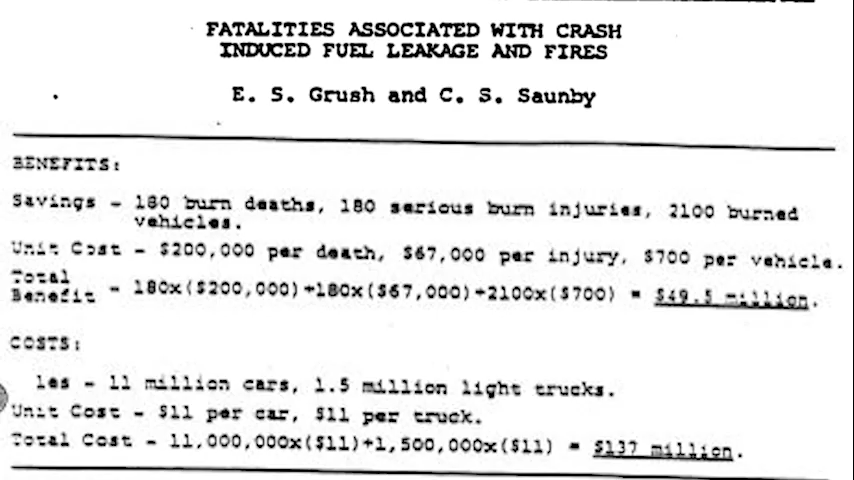 FATALITIES ASSOCIATED WITH CRASH
INDUCED FUEL LEAKAGE AND FIRES
E. S. Grush and C. S. Saunby
BENEFITS:
Savings - 180 burn deaths, 180 serious burn injuries, 2100 burned
vehicles.
Unit Cost - $200,000 per death, $67,000 per injury, $700 per vehicle.
Total
Benefit - 180x($200,000)+180x($67,000)+2100x($700) = $49.5 million.
COSTS:
les - 11 million cars, 1.5 million light trucks.
Unit Cost - $11 per car, $11 per truck.
Total Cost - 11,000,000x($11)+1,500,000x($11) = $137 million.